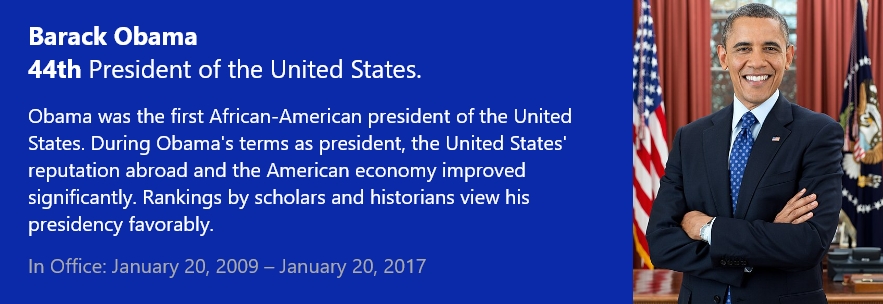 Barack Obama
44th President of the United States.
Obama was the first African-American president of the United
States. During Obama's terms as president, the United States'
reputation abroad and the American economy improved
significantly. Rankings by scholars and historians view his
presidency favorably.
In Office: January 20, 2009 – January 20, 2017